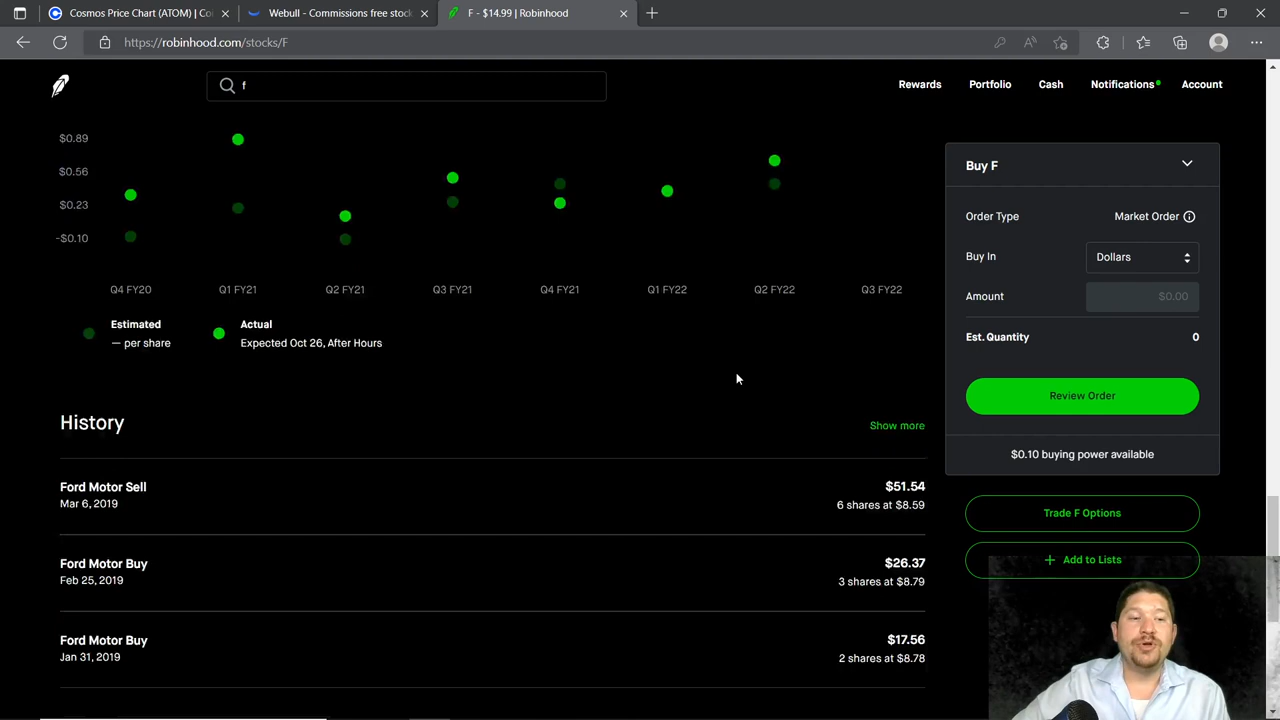 Cosmos Price Chart (ATOM) | Coi
Webull - Commissions free stock
F - $14.99 | Robinhood
https://robinhood.com/stocks/F
f
Rewards
Portfolio
Cash
Notifications
Account
$0.89
$0.56
$0.23
-$0.10
Q4 FY20
Q1 FY21
Q2 FY21
Q3 FY21
Q4 FY21
Q1 FY22
Q2 FY22
Q3 FY22
Estimated
— per share
Actual
Expected Oct 26, After Hours
History
Show more
Ford Motor Sell
$51.54
Mar 6, 2019
6 shares at $8.59
Ford Motor Buy
$26.37
Feb 25, 2019
3 shares at $8.79
Ford Motor Buy
$17.56
Jan 31, 2019
2 shares at $8.78
Buy F
Order Type
Market Order
Buy In
Dollars
Amount
$0.00
Est. Quantity
0
Review Order
$0.10 buying power available
Trade F Options
+ Add to Lists